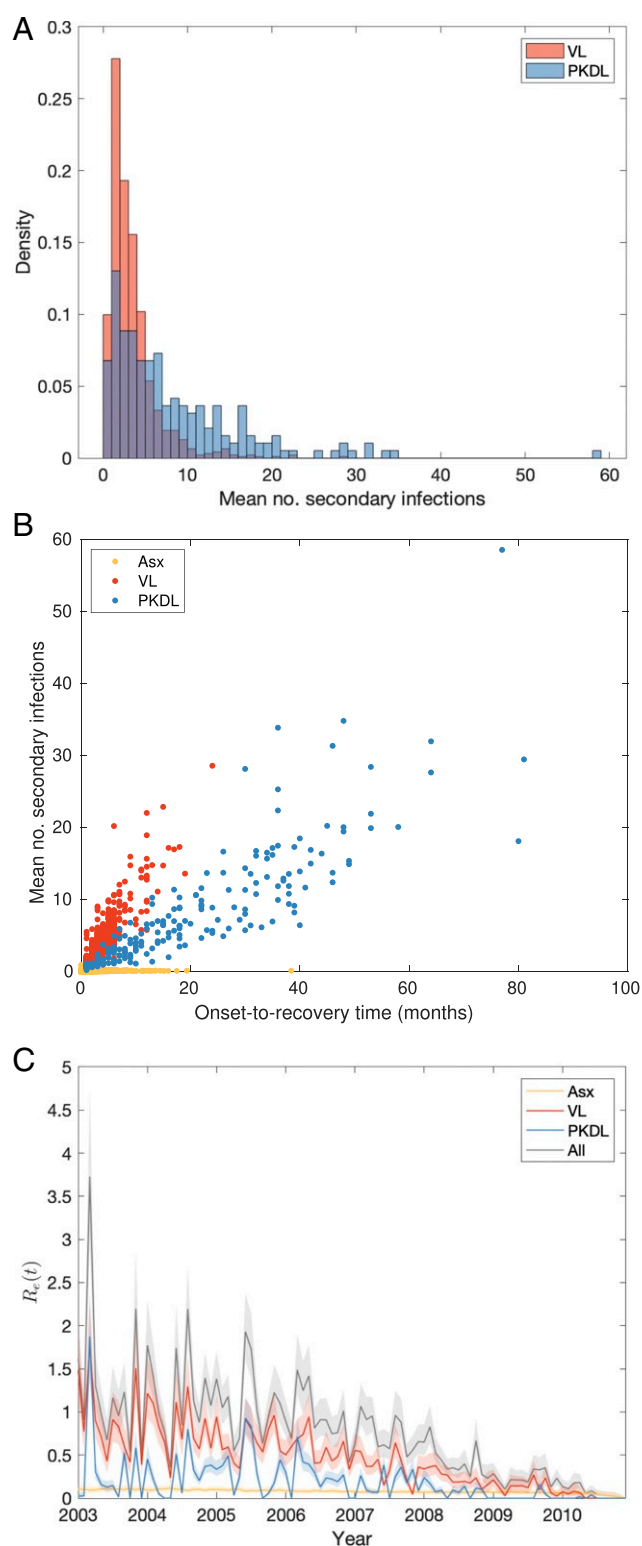 A
0.3
VL
PKDL
0.25
0.2
0.15
0.1
0.05
0
Density
0 10 20 30 40 50 60
Mean no. secondary infections
B
60
Asx
VL
PKDL
50
40
30
20
10
0
Mean no. secondary infections
0 20 40 60 80 100
Onset-to-recovery time (months)
C
5
Asx
VL
PKDL
All
4.5
4
3.5
3
2.5
2
1.5
1
0.5
0
Re(t)
2003 2004 2005 2006 2007 2008 2009 2010
Year